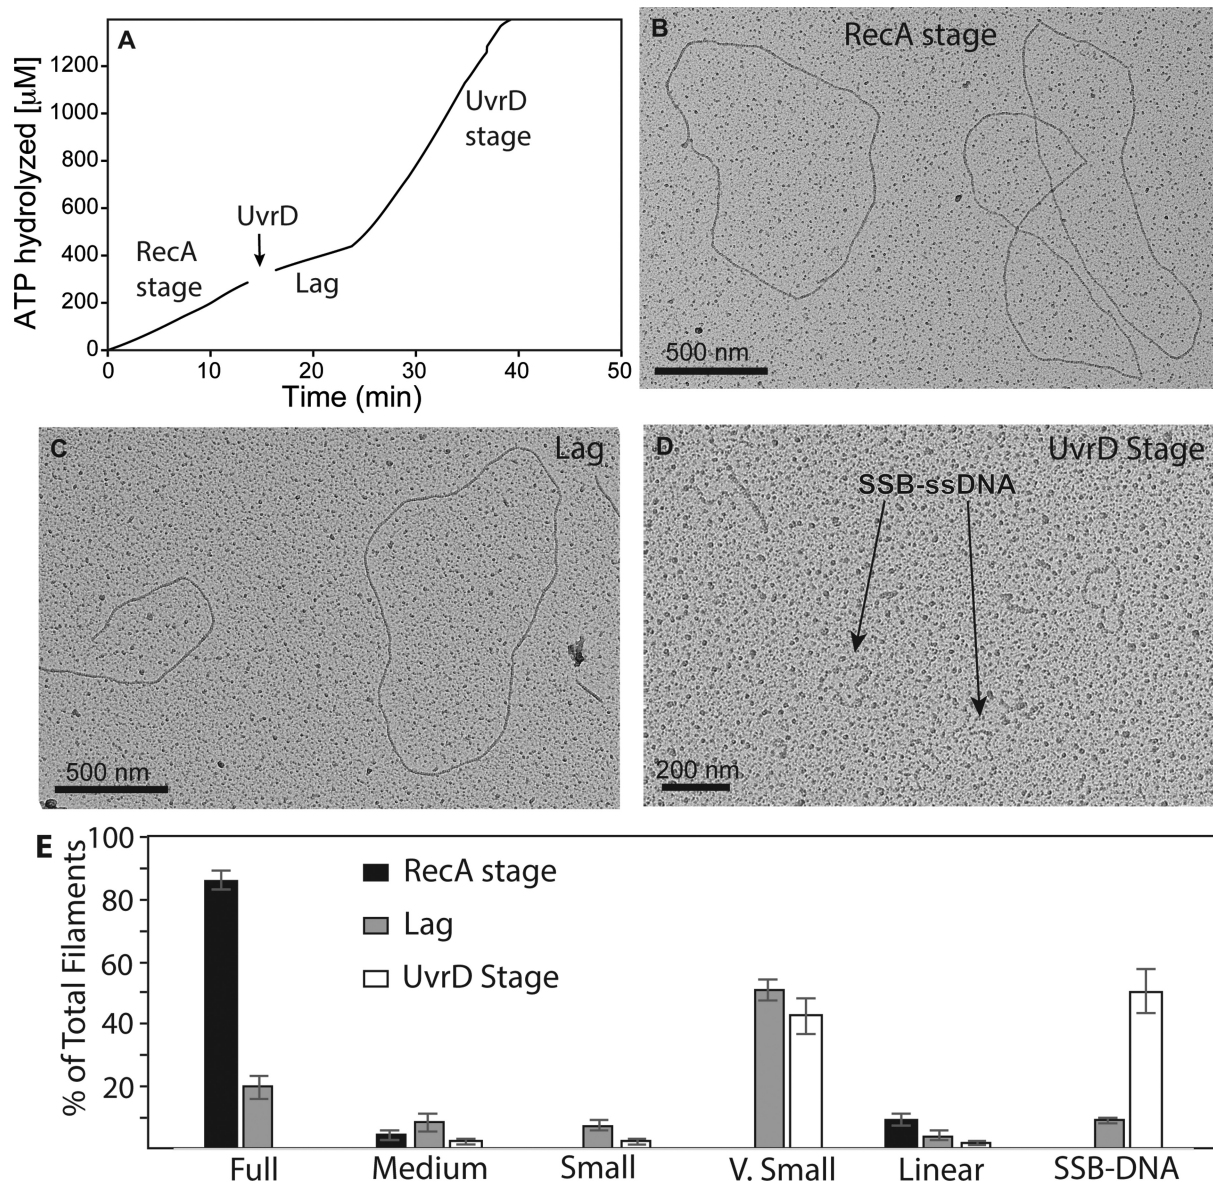 A
ATP hydrolyzed [µM]
1200
1000
800
600
400
200
0
RecA
stage
UvrD
Lag
UvrD
stage
0 10 20 30 40 50
Time (min)
B
RecA stage
500 nm
C
Lag
500 nm
D
UvrD Stage
SSB-ssDNA
200 nm
E
% of Total Filaments
100
80
60
40
20
RecA stage
Lag
UvrD Stage
Full Medium Small V. Small Linear SSB-DNA